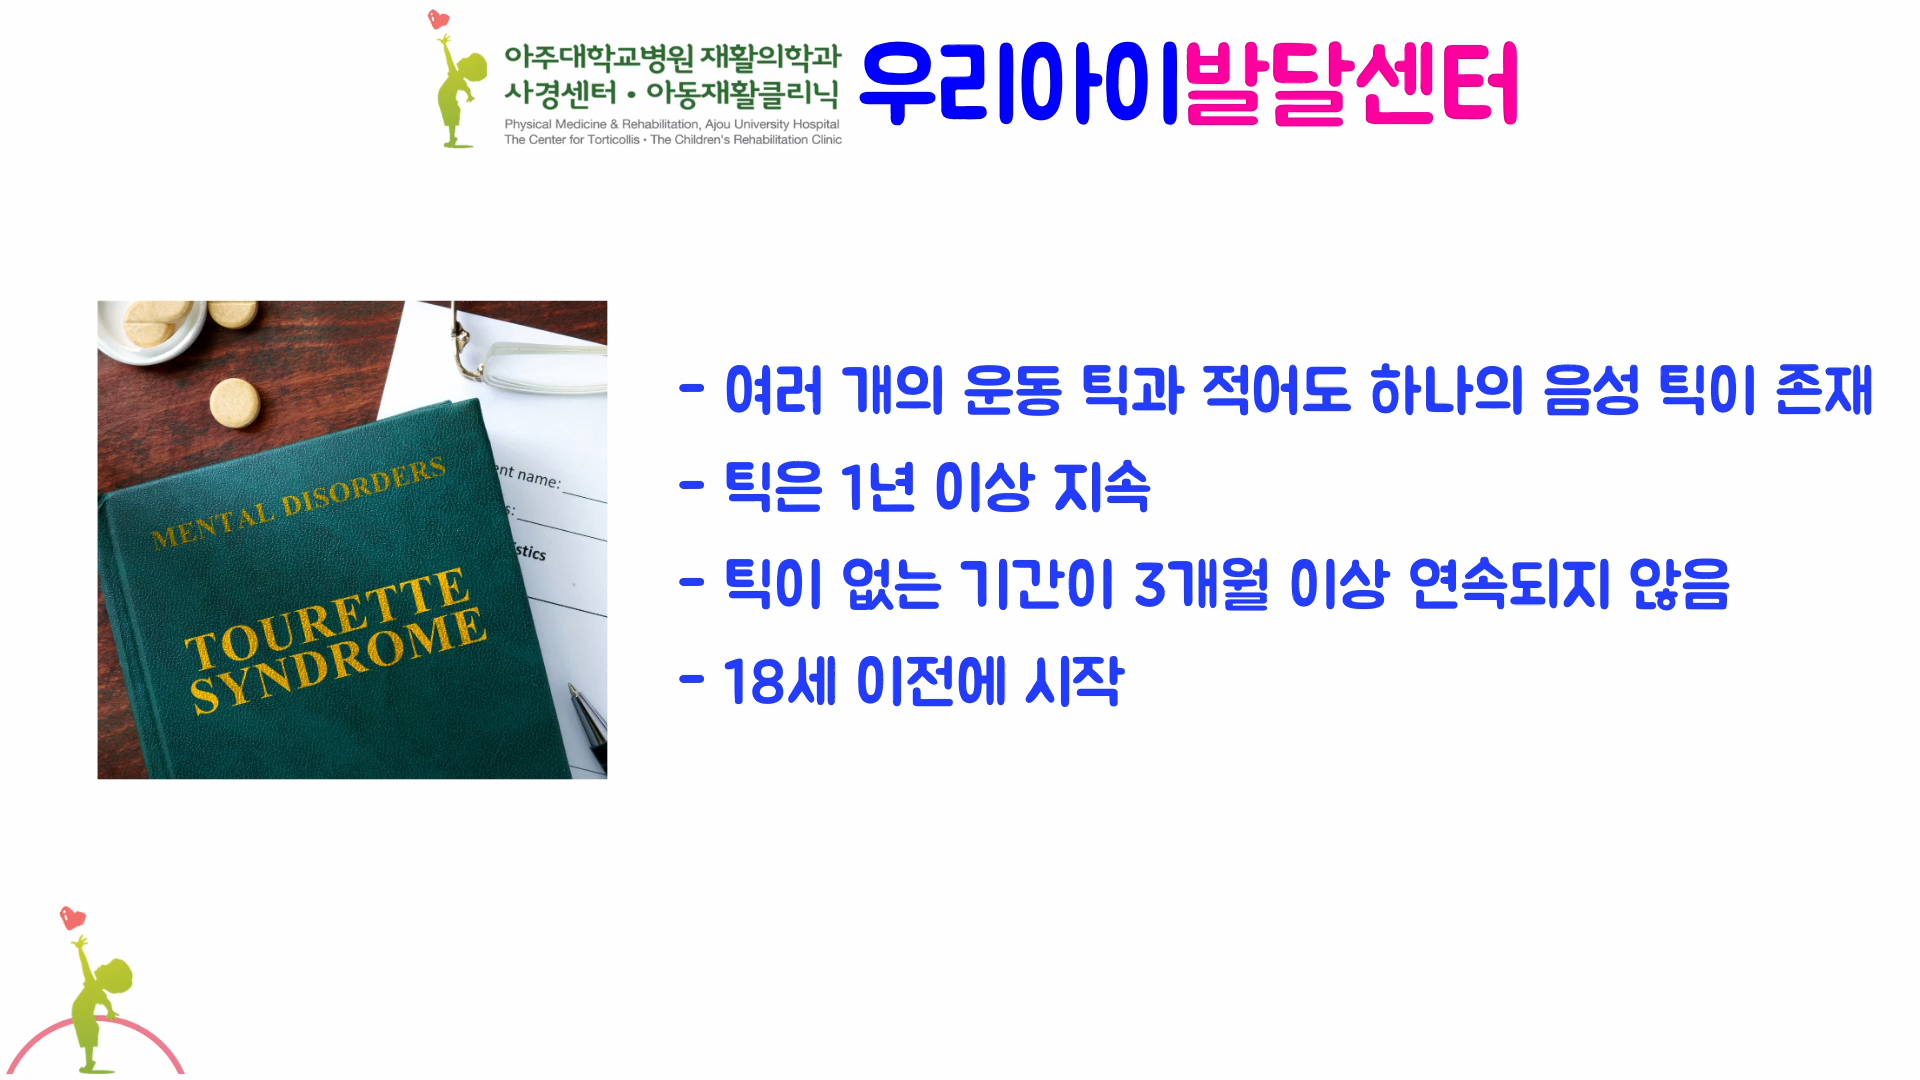 아주대학교병원 재활의학과
사경센터 • 아동재활클리닉
Physical Medicine & Rehabilitation, Ajou University Hospital
The Center for Torticollis • The Children's Rehabilitation Clinic
우리아이발달센터
MENTAL DISORDERS
TOURETTE
SYNDROME
ent name:
s:
istics
- 여러 개의 운동 틱과 적어도 하나의 음성 틱이 존재
- 틱은 1년 이상 지속
- 틱이 없는 기간이 3개월 이상 연속되지 않음
- 18세 이전에 시작